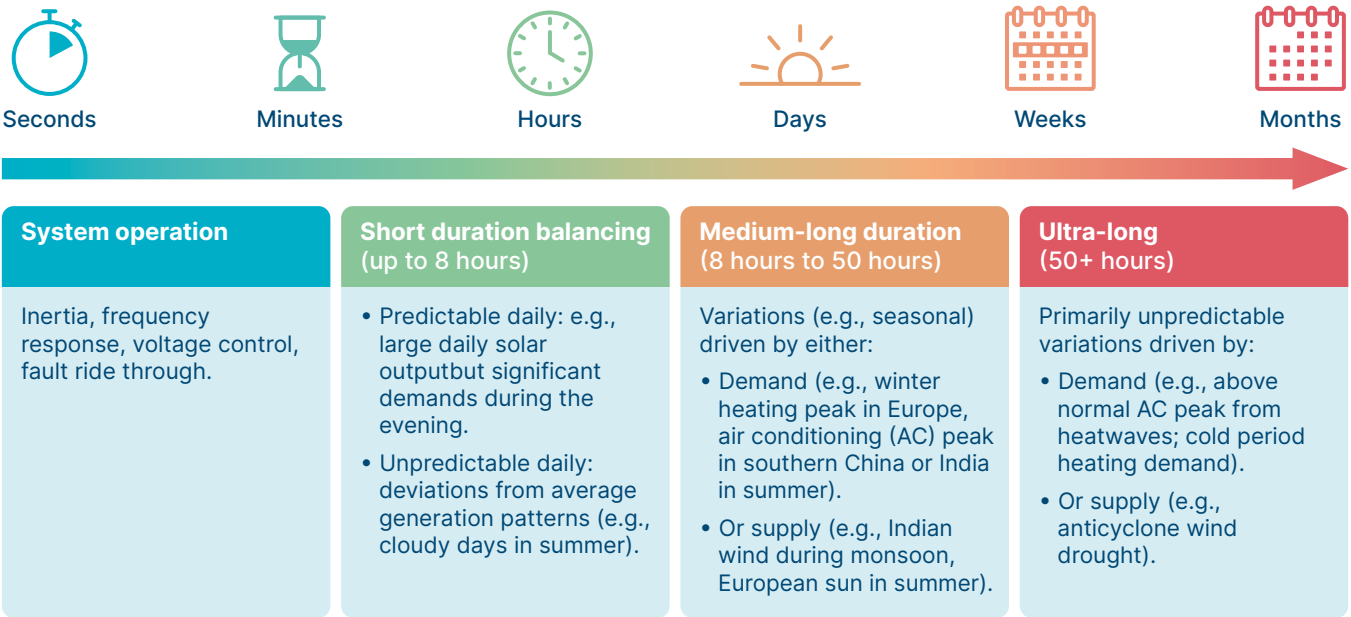 Seconds
Minutes
Hours
Days
Weeks
Months
System operation
Inertia, frequency
response, voltage control,
fault ride through.
Short duration balancing
(up to 8 hours)
• Predictable daily: e.g.,
large daily solar
outputbut significant
demands during the
evening.
• Unpredictable daily:
deviations from average
generation patterns (e.g.,
cloudy days in summer).
Medium-long duration
(8 hours to 50 hours)
Variations (e.g., seasonal)
driven by either:
• Demand (e.g., winter
heating peak in Europe,
air conditioning (AC) peak
in southern China or India
in summer).
• Or supply (e.g., Indian
wind during monsoon,
European sun in summer).
Ultra-long
(50+ hours)
Primarily unpredictable
variations driven by:
• Demand (e.g., above
normal AC peak from
heatwaves; cold period
heating demand).
• Or supply (e.g.,
anticyclone wind
drought).